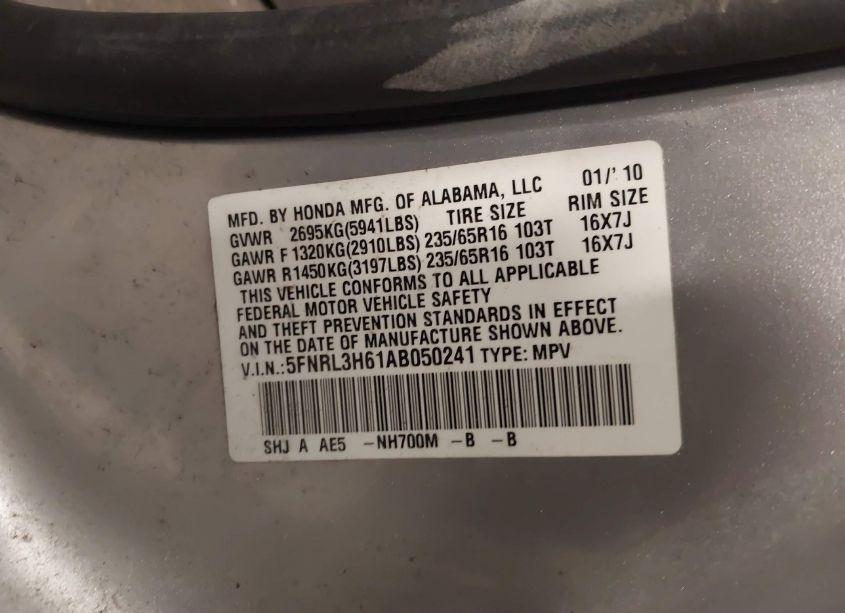 MFD. BY HONDA MFG. OF ALABAMA, LLC 01/' 10
GVWR 2695KG(5941LBS) TIRE SIZE RIM SIZE
GAWR F 1320KG(2910LBS) 235/65R16 103T 16X7J
GAWR R1450KG(3197LBS) 235/65R16 103T 16X7J
THIS VEHICLE CONFORMS TO ALL APPLICABLE
FEDERAL MOTOR VEHICLE SAFETY
AND THEFT PREVENTION STANDARDS IN EFFECT
ON THE DATE OF MANUFACTURE SHOWN ABOVE.
V.I.N.: 5FNRL3H61AB050241 TYPE: MPV
SHJ A AE5 -NH700M -B -B